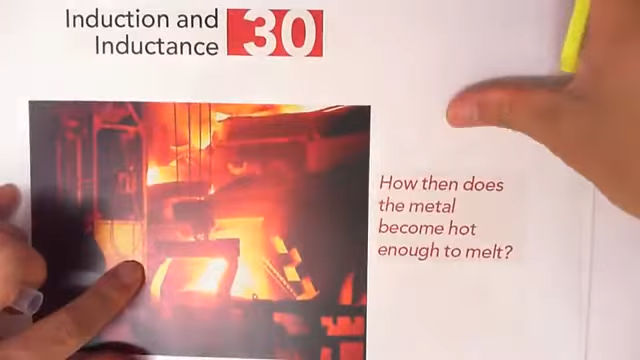 Induction and
Inductance
30
How then does
the metal
become hot
enough to melt?